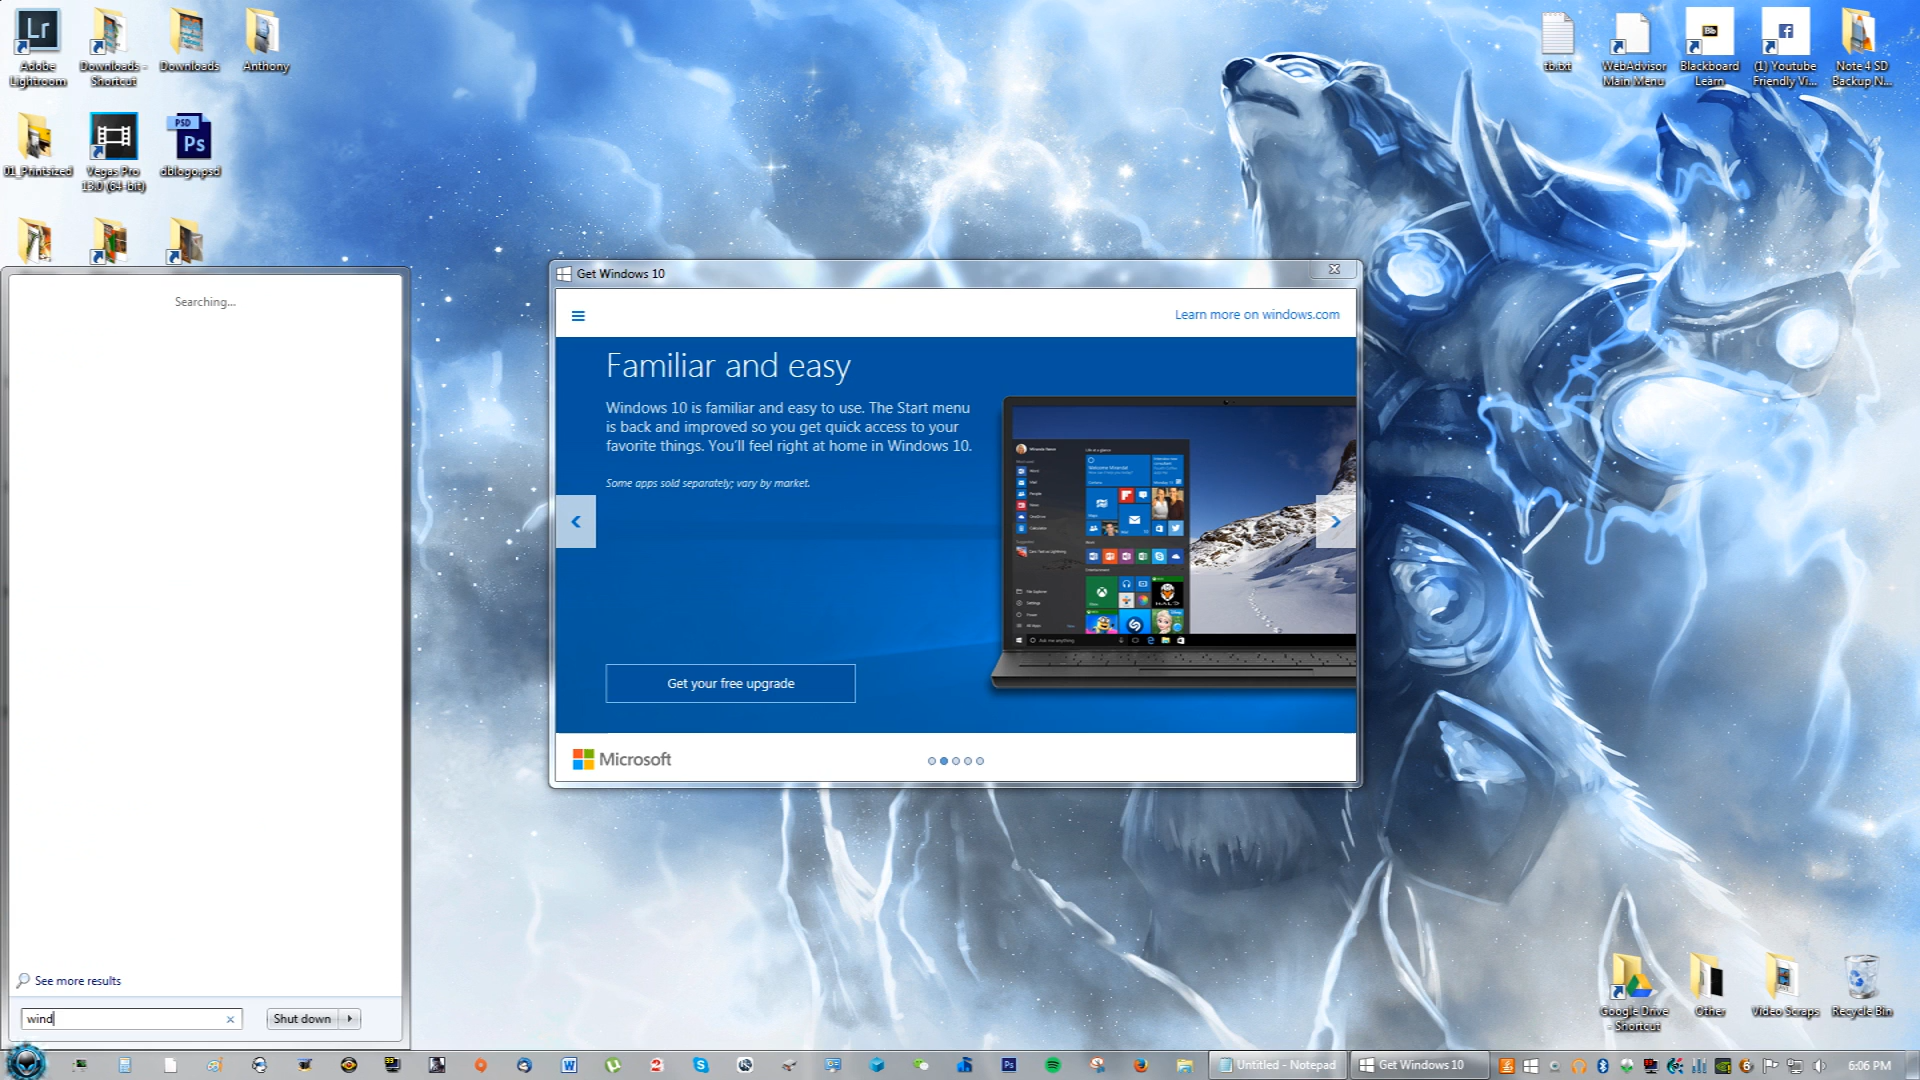 Lr
Adobe
Lightroom
Downloads -
Shortcut
Downloads
Anthony
tb.txt
WebAdvisor
Main Menu
Bb
Blackboard
Learn
(1) Youtube
Friendly Vi...
Note 4 SD
Backup N...
01_Printsized
Vegas Pro
13.0 (64-bit)
PSD
Ps
dblogo.psd
Searching...
See more results
wind
Shut down
Get Windows 10
Learn more on windows.com
Familiar and easy
Windows 10 is familiar and easy to use. The Start menu
is back and improved so you get quick access to your
favorite things. You'll feel right at home in Windows 10.
Some apps sold separately; vary by market.
Get your free upgrade
Microsoft
Google Drive
- Shortcut
Other
Video Scraps
Recycle Bin
Untitled - Notepad
Get Windows 10
6:06 PM